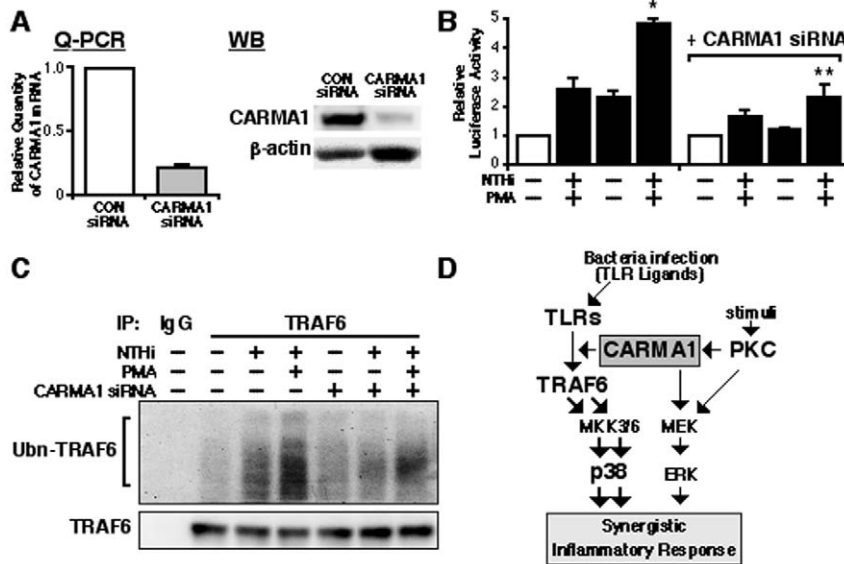 A
Q-PCR
WB
Relative Quantity
of CARMA1 mRNA
1.0
0.5
0
CON
siRNA
CARMA1
siRNA
CON
siRNA
CARMA1
siRNA
CARMA1
β-actin
B
Relative
Luciferase Activity
5
4
3
2
1
0
*
+ CARMA1 siRNA
**
NTHi – + – + – + – +
PMA – + – + – + – +
C
IP: IgG TRAF6
NTHi – – + + – + +
PMA – – – + – – +
CARMA1 siRNA – – – – + + +
Ubn-TRAF6
TRAF6
D
Bacteria infection
(TLR Ligands)
TLRs
stimuli
CARMA1
PKC
TRAF6
MKK3/6
MEK
p38
ERK
Synergistic
Inflammatory Response